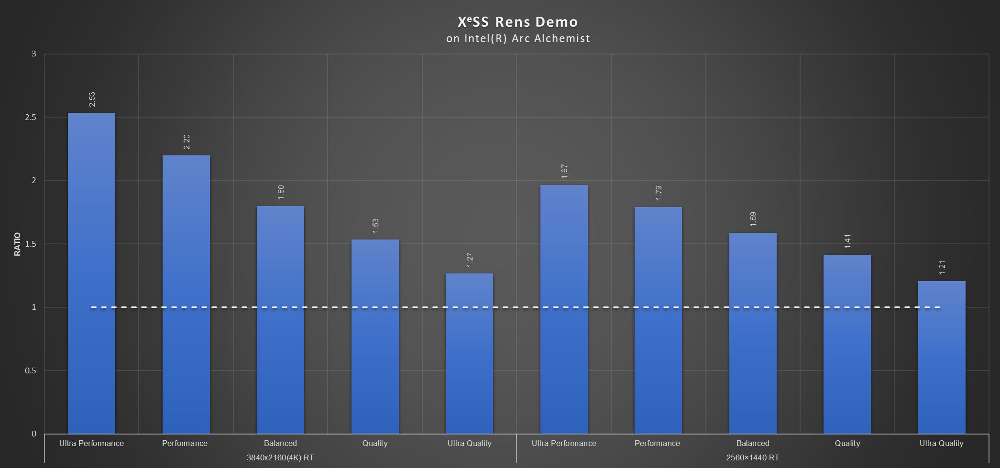 XᵉSS Rens Demo
on Intel(R) Arc Alchemist
RATIO
3
2.5
2
1.5
1
0.5
0
2.53
2.20
1.80
1.53
1.27
1.97
1.79
1.59
1.41
1.21
Ultra Performance
Performance
Balanced
Quality
Ultra Quality
Ultra Performance
Performance
Balanced
Quality
Ultra Quality
3840x2160(4K) RT
2560×1440 RT